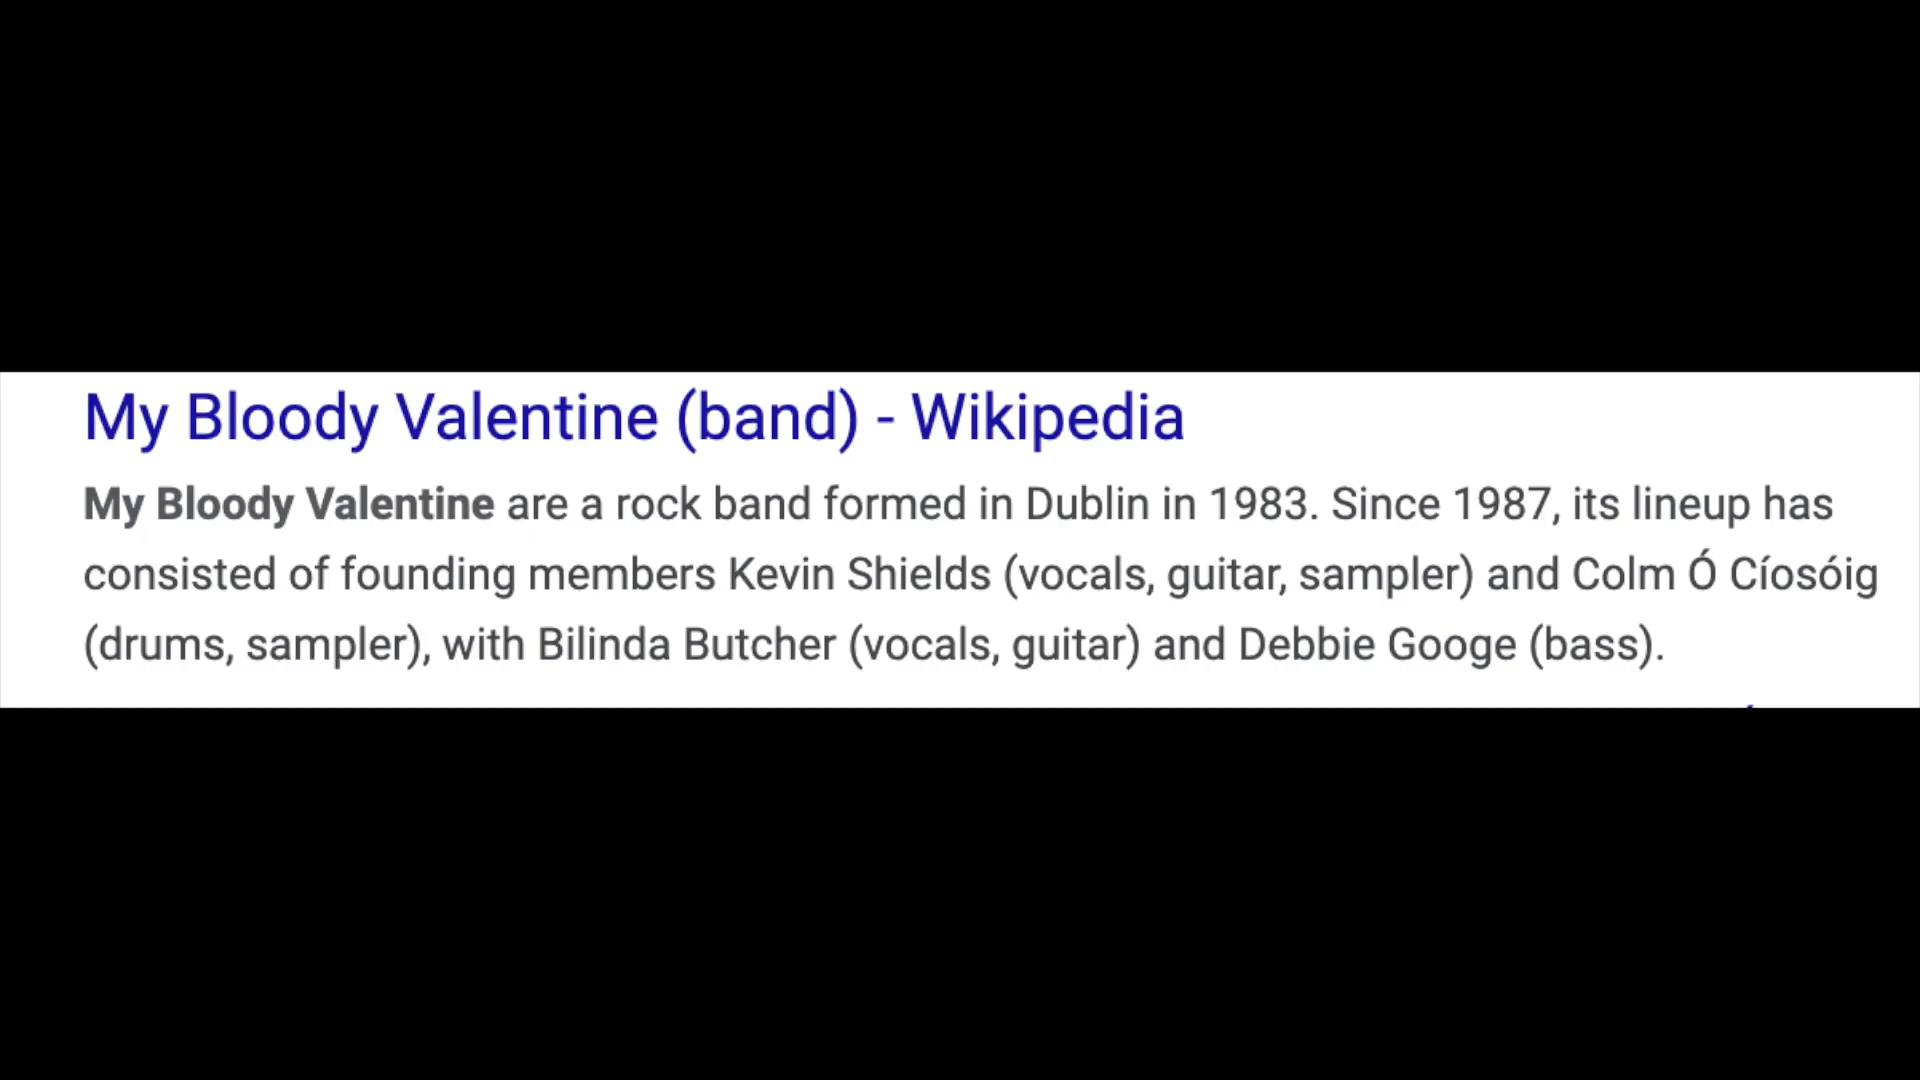 My Bloody Valentine (band) - Wikipedia
My Bloody Valentine are a rock band formed in Dublin in 1983. Since 1987, its lineup has
consisted of founding members Kevin Shields (vocals, guitar, sampler) and Colm Ó Cíosóig
(drums, sampler), with Bilinda Butcher (vocals, guitar) and Debbie Googe (bass).